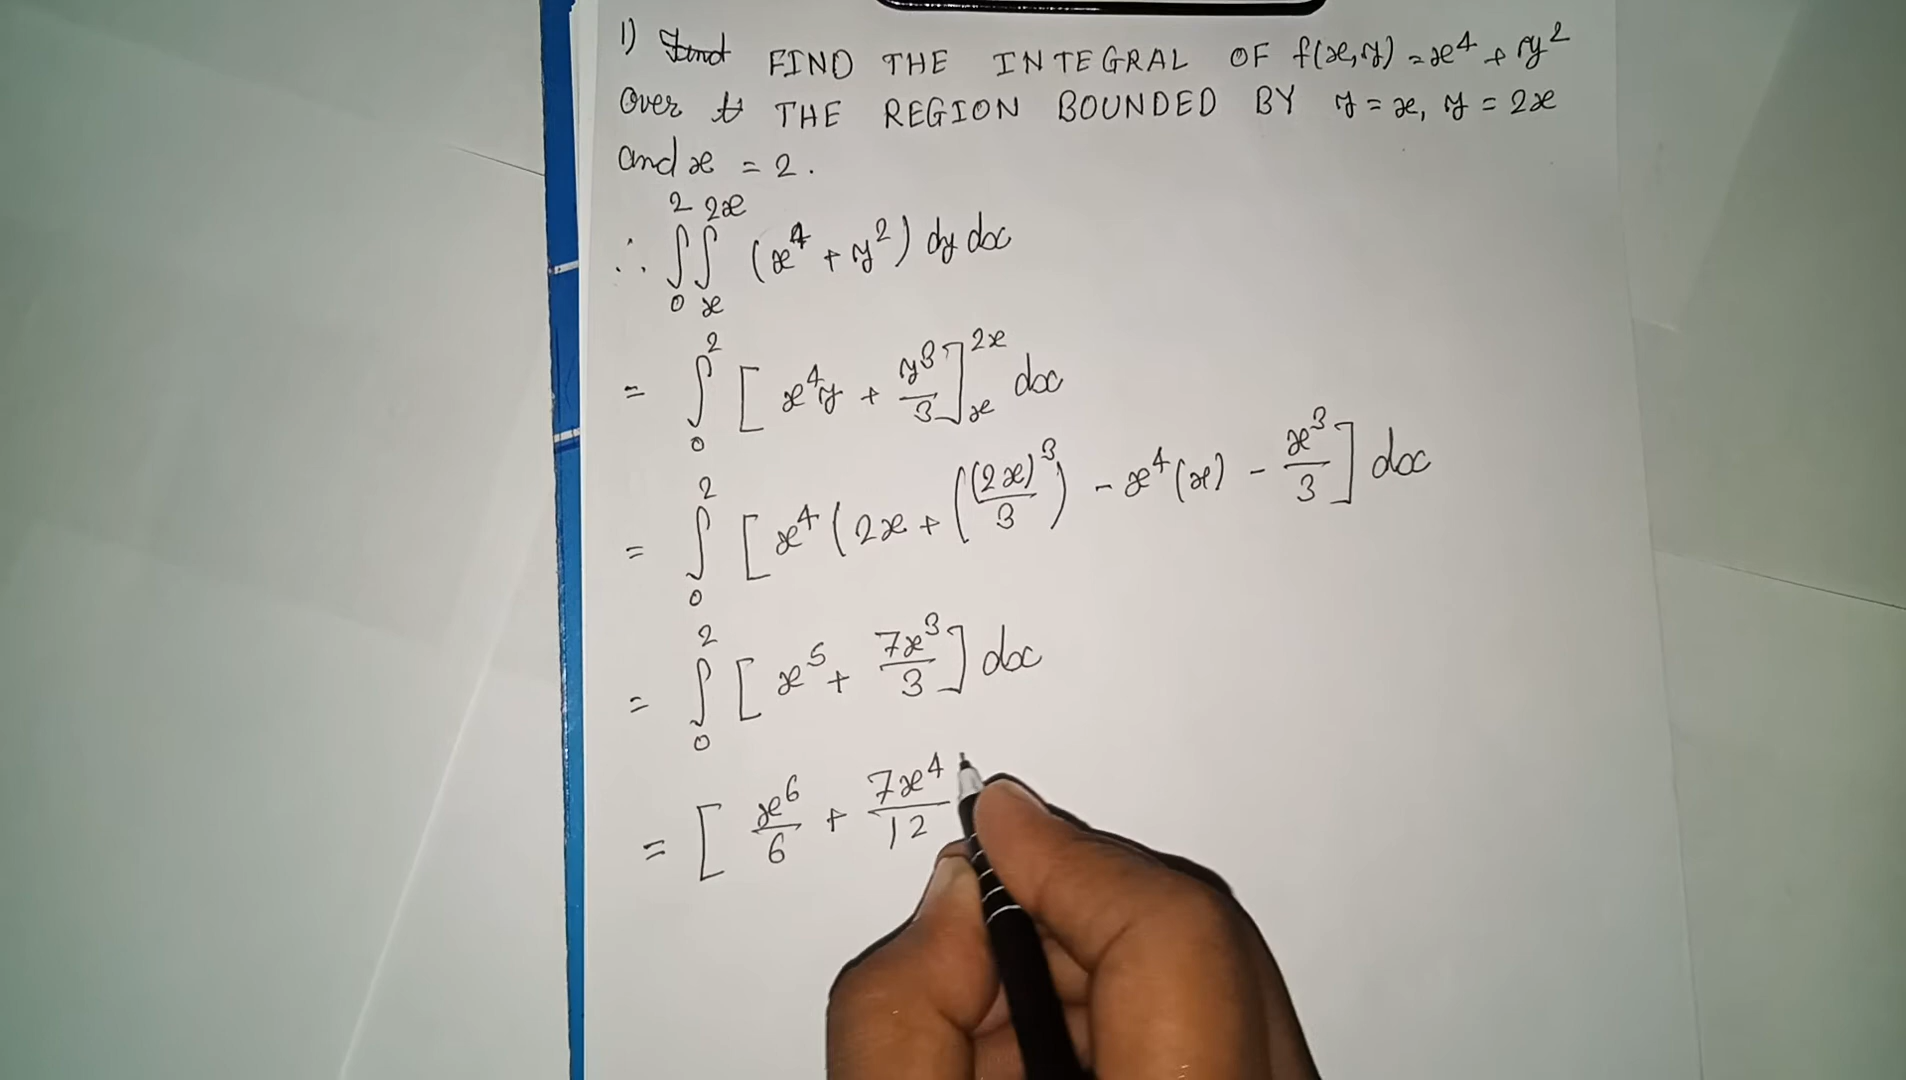 1) Find FIND THE INTEGRAL OF f(x,y) = x⁴ + y²
Over t THE REGION BOUNDED BY y = x, y = 2x
and x = 2.
∴ ∫₀² ∫ₓ²ˣ (x⁴ + y²) dy dx
= ∫₀² [ x⁴y + y³/3 ]ₓ²ˣ dx
= ∫₀² [ x⁴ (2x + ((2x)³/3) - x⁴(x) - x³/3 ] dx
= ∫₀² [ x⁵ + 7x³/3 ] dx
= [ x⁶/6 + 7x⁴/12